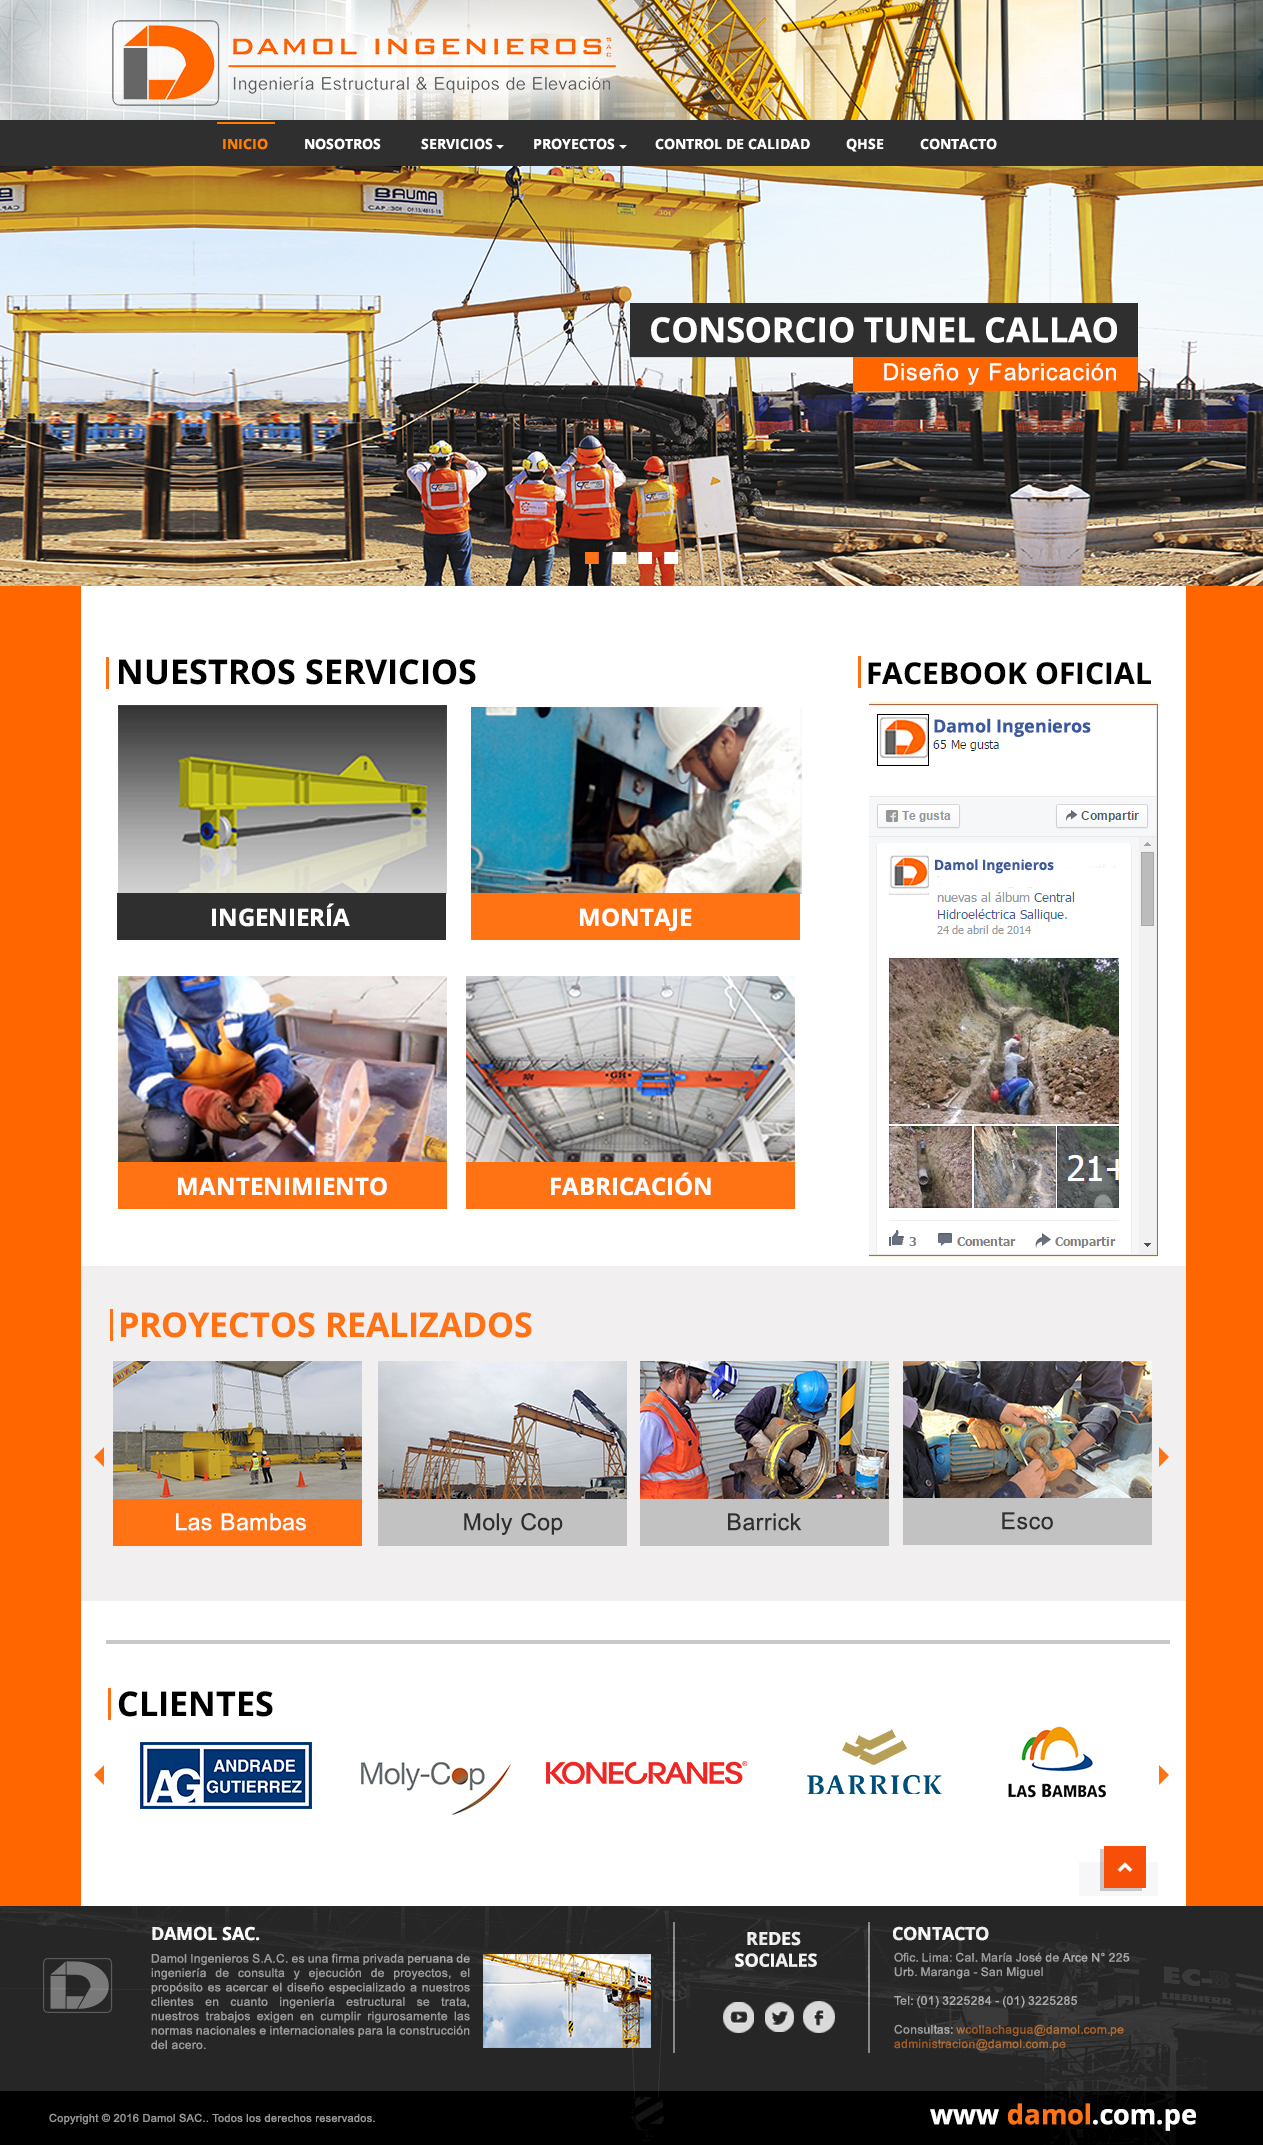 DAMOL INGENIEROS SAC
Ingeniería Estructural & Equipos de Elevación
INICIO NOSOTROS SERVICIOS PROYECTOS CONTROL DE CALIDAD QHSE CONTACTO
BAUMA
CAP.:30t
30t
CONSORCIO TUNEL CALLAO
Diseño y Fabricación
NUESTROS SERVICIOS
INGENIERÍA
MONTAJE
MANTENIMIENTO
GH
FABRICACIÓN
FACEBOOK OFICIAL
Damol Ingenieros
65 Me gusta
Te gusta Compartir
Damol Ingenieros
nuevas al álbum Central
Hidroeléctrica Sallique.
24 de abril de 2014
21+
3 Comentar Compartir
PROYECTOS REALIZADOS
Las Bambas
Moly Cop
Barrick
Esco
CLIENTES
AG ANDRADE
GUTIERREZ
Moly-Cop
KONECRANES®
BARRICK
LAS BAMBAS
DAMOL SAC.
Damol Ingenieros S.A.C. es una firma privada peruana de
ingeniería de consulta y ejecución de proyectos, el
propósito es acercar el diseño especializado a nuestros
clientes en cuanto ingeniería estructural se trata,
nuestros trabajos exigen en cumplir rigurosamente las
normas nacionales e internacionales para la construcción
del acero.
REDES
SOCIALES
CONTACTO
Ofic. Lima: Cal. María José de Arce N° 225
Urb. Maranga - San Miguel
Tel: (01) 3225284 - (01) 3225285
Consultas: wcollachagua@damol.com.pe
administracion@damol.com.pe
LIEBHERR
Copyright © 2016 Damol SAC.. Todos los derechos reservados.
www damol.com.pe